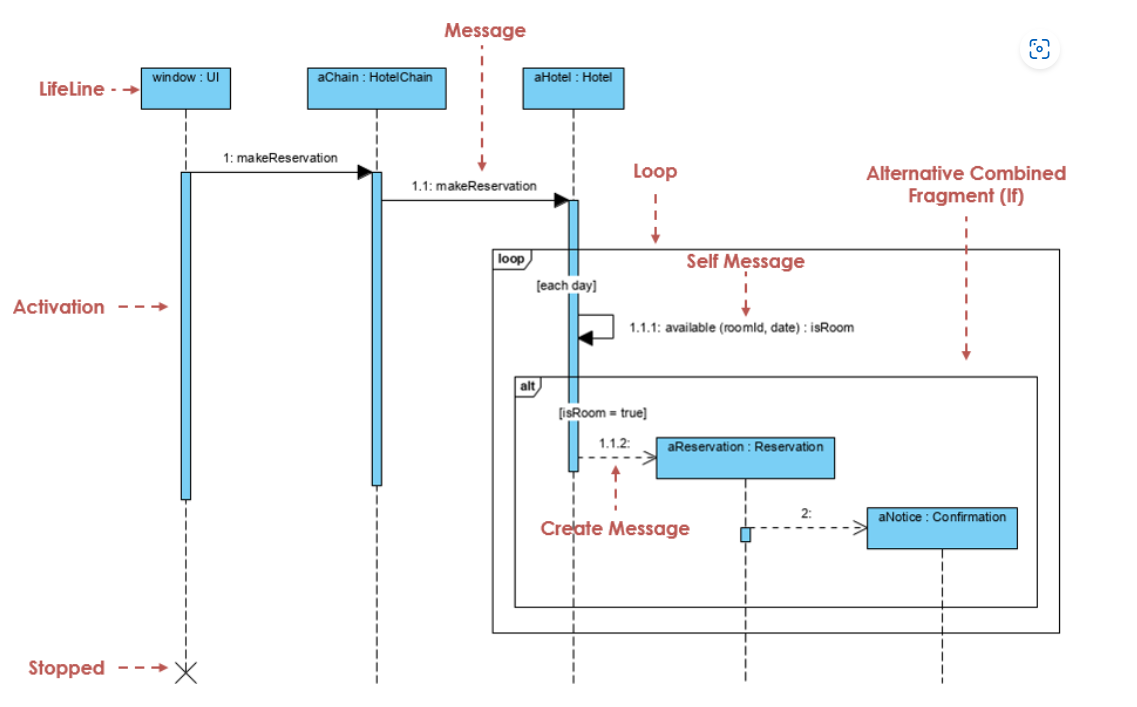 Message
window : UI
aChain : HotelChain
aHotel : Hotel
LifeLine
1: makeReservation
1.1: makeReservation
Loop
Alternative Combined
Fragment (If)
loop
Self Message
[each day]
Activation
1.1.1: available (roomId, date) : isRoom
alt
[isRoom = true]
1.1.2:
aReservation : Reservation
2:
aNotice : Confirmation
Create Message
Stopped